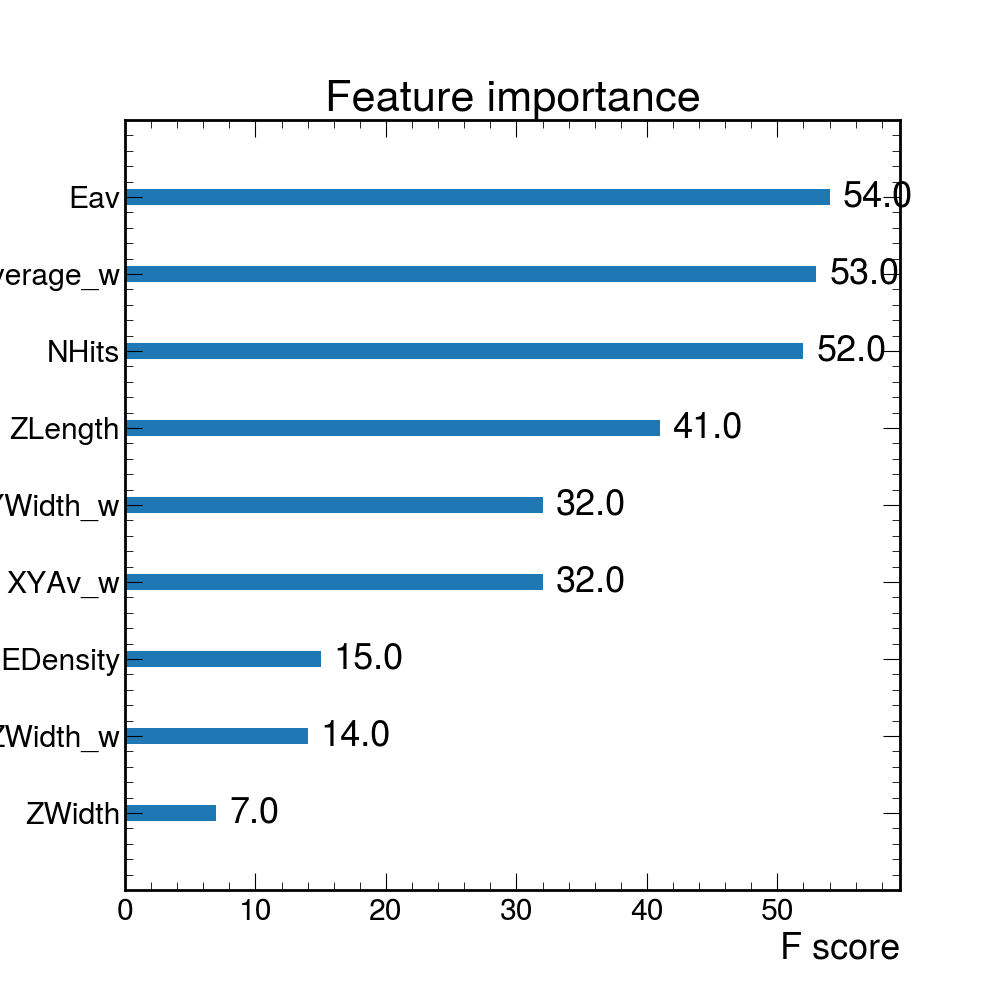 Feature importance
Eav 54.0
verage_w 53.0
NHits 52.0
ZLength 41.0
YWidth_w 32.0
XYAv_w 32.0
EDensity 15.0
ZWidth_w 14.0
ZWidth 7.0
0 10 20 30 40 50
F score